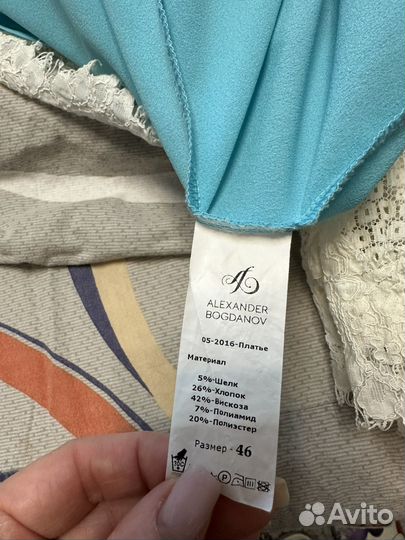 ALEXANDER
BOGDANOV
05-2016-Платье
Материал
5%-Шелк
26%-Хлопок
42%-Вискоза
7%-Полиамид
20%-Полиэстер
Размер - 46
P
Avito